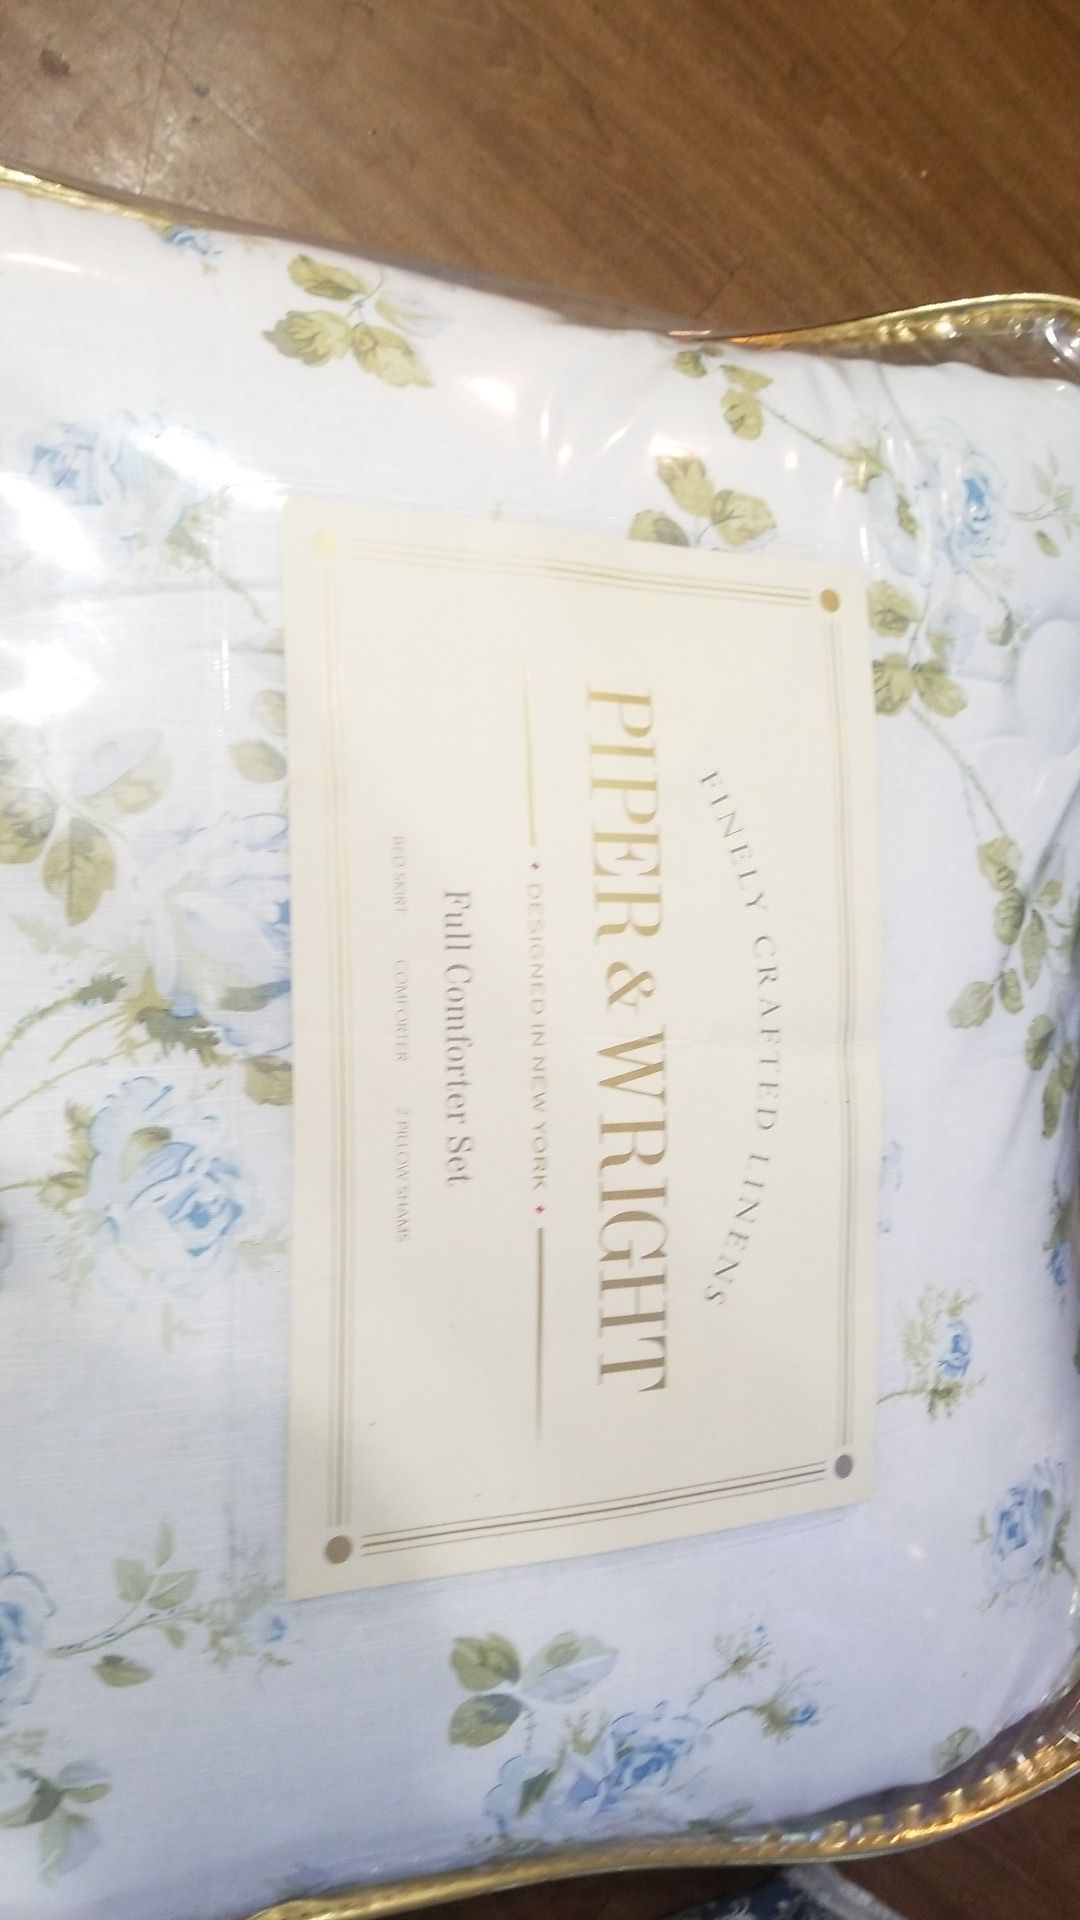 FINELY CRAFTED LINENS
PIPER & WRIGHT
DESIGNED IN NEW YORK
Full Comforter Set
BED SKIRT COMFORTER 2 PILLOW SHAMS